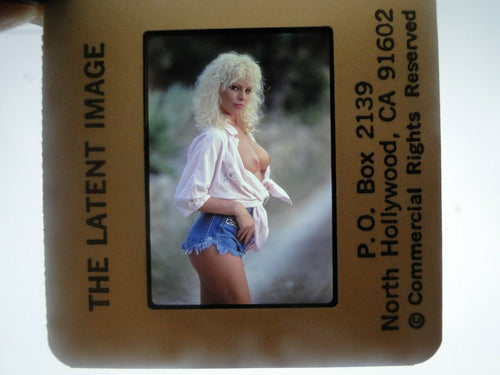 THE LATENT IMAGE
P.O. Box 2139
North Hollywood, CA 91602
© Commercial Rights Reserved